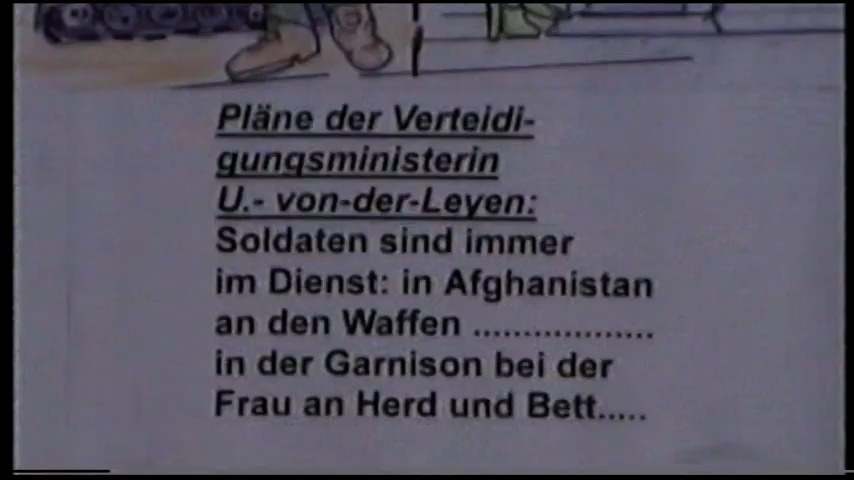 Pläne der Verteidi-
gungsministerin
U.- von-der-Leyen:
Soldaten sind immer
im Dienst: in Afghanistan
an den Waffen ..................
in der Garnison bei der
Frau an Herd und Bett.....